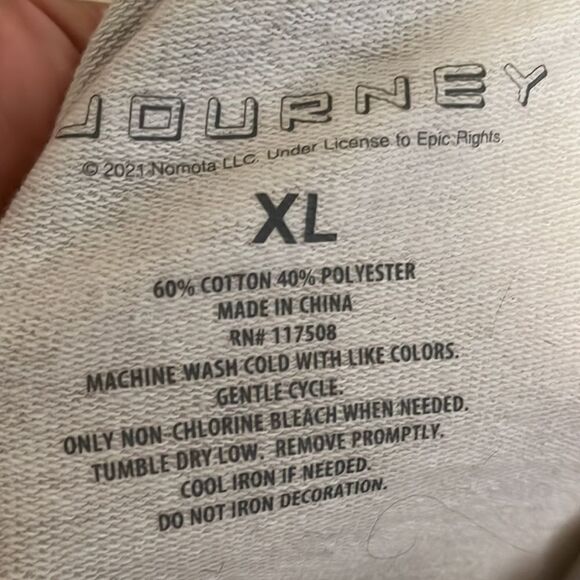 JOURNEY
© 2021 Nomota LLC. Under License to Epic Rights.
XL
60% COTTON 40% POLYESTER
MADE IN CHINA
RN# 117508
MACHINE WASH COLD WITH LIKE COLORS.
GENTLE CYCLE.
ONLY NON-CHLORINE BLEACH WHEN NEEDED.
TUMBLE DRY LOW. REMOVE PROMPTLY.
COOL IRON IF NEEDED.
DO NOT IRON DECORATION.